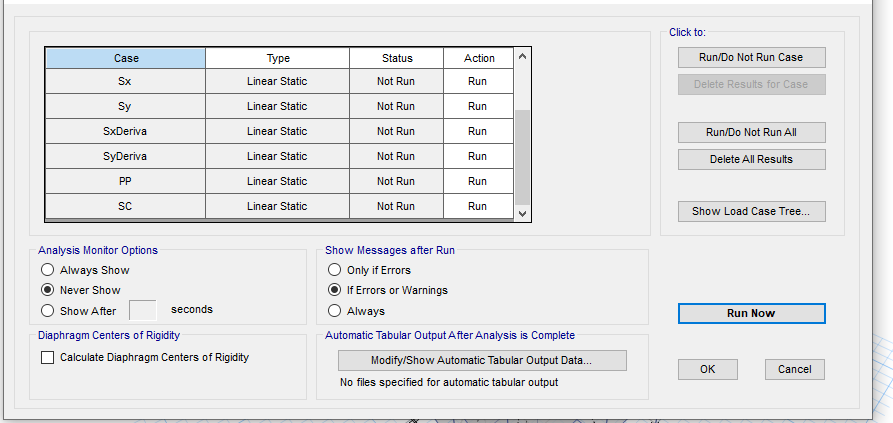 Click to:
Case Type Status Action
Sx Linear Static Not Run Run
Sy Linear Static Not Run Run
SxDeriva Linear Static Not Run Run
SyDeriva Linear Static Not Run Run
PP Linear Static Not Run Run
SC Linear Static Not Run Run
Run/Do Not Run Case
Delete Results for Case
Run/Do Not Run All
Delete All Results
Show Load Case Tree...
Analysis Monitor Options
Always Show
Never Show
Show After seconds
Show Messages after Run
Only if Errors
If Errors or Warnings
Always
Run Now
Diaphragm Centers of Rigidity
Calculate Diaphragm Centers of Rigidity
Automatic Tabular Output After Analysis is Complete
Modify/Show Automatic Tabular Output Data...
No files specified for automatic tabular output
OK
Cancel